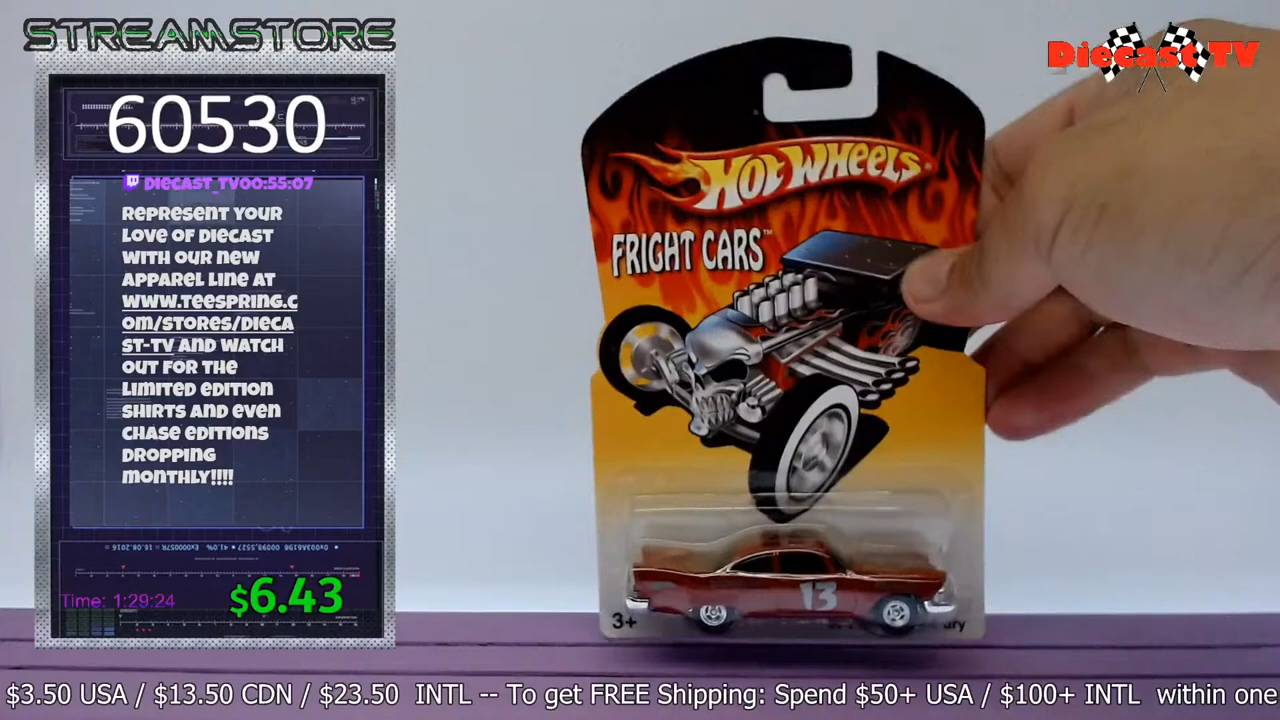 STREAMSTORE
60530
DIECAST_TV00:55:07
REPRESENT YOUR
LOVE OF DIECAST
WITH OUR NEW
APPAREL LINE AT
WWW.TEESPRING.C
OM/STORES/DIECA
ST-TV AND WATCH
OUT FOR THE
LIMITED EDITION
SHIRTS AND EVEN
CHASE EDITIONS
DROPPING
MONTHLY!!!!
Time: 1:29:24
$6.43
Diecast TV
HOT WHEELS®
FRIGHT CARS™
13
3+
$3.50 USA / $13.50 CDN / $23.50 INTL -- To get FREE Shipping: Spend $50+ USA / $100+ INTL within one